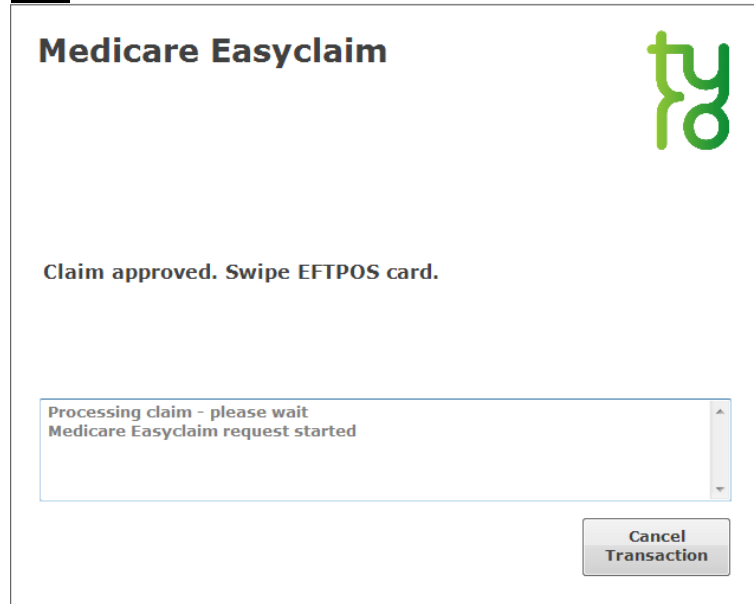 Medicare Easyclaim
tyro
Claim approved. Swipe EFTPOS card.
Processing claim - please wait
Medicare Easyclaim request started
Cancel
Transaction